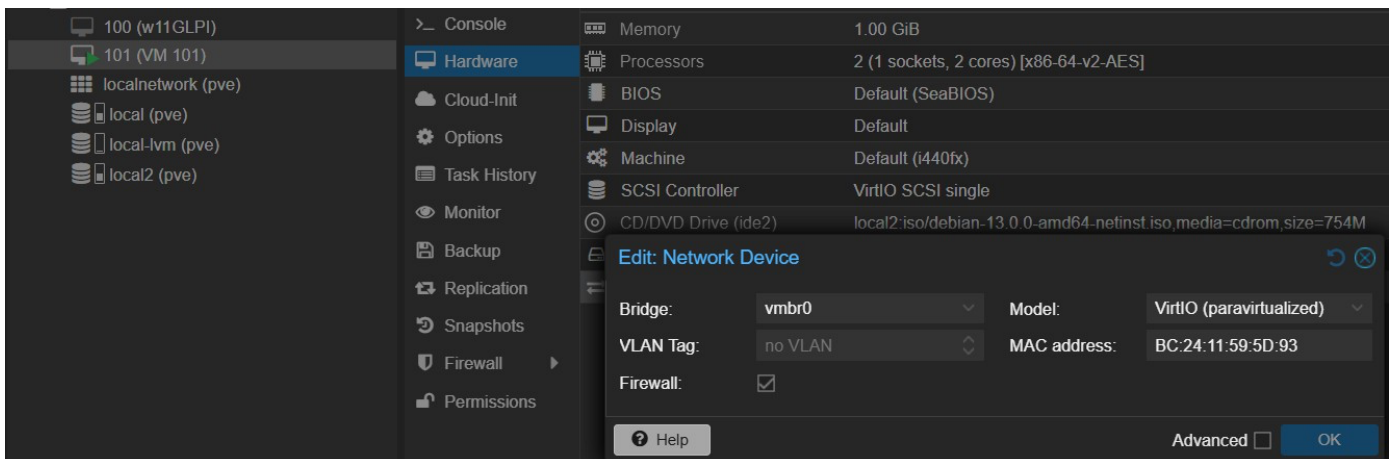 100 (w11GLPI)
101 (VM 101)
localnetwork (pve)
local (pve)
local-lvm (pve)
local2 (pve)
>_ Console
Hardware
Cloud-Init
Options
Task History
Monitor
Backup
Replication
Snapshots
Firewall
Permissions
Memory 1.00 GiB
Processors 2 (1 sockets, 2 cores) [x86-64-v2-AES]
BIOS Default (SeaBIOS)
Display Default
Machine Default (i440fx)
SCSI Controller VirtIO SCSI single
CD/DVD Drive (ide2) local2:iso/debian-13.0.0-amd64-netinst.iso,media=cdrom,size=754M
Edit: Network Device
Bridge: vmbr0 Model: VirtIO (paravirtualized)
VLAN Tag: no VLAN MAC address: BC:24:11:59:5D:93
Firewall:
Help Advanced OK